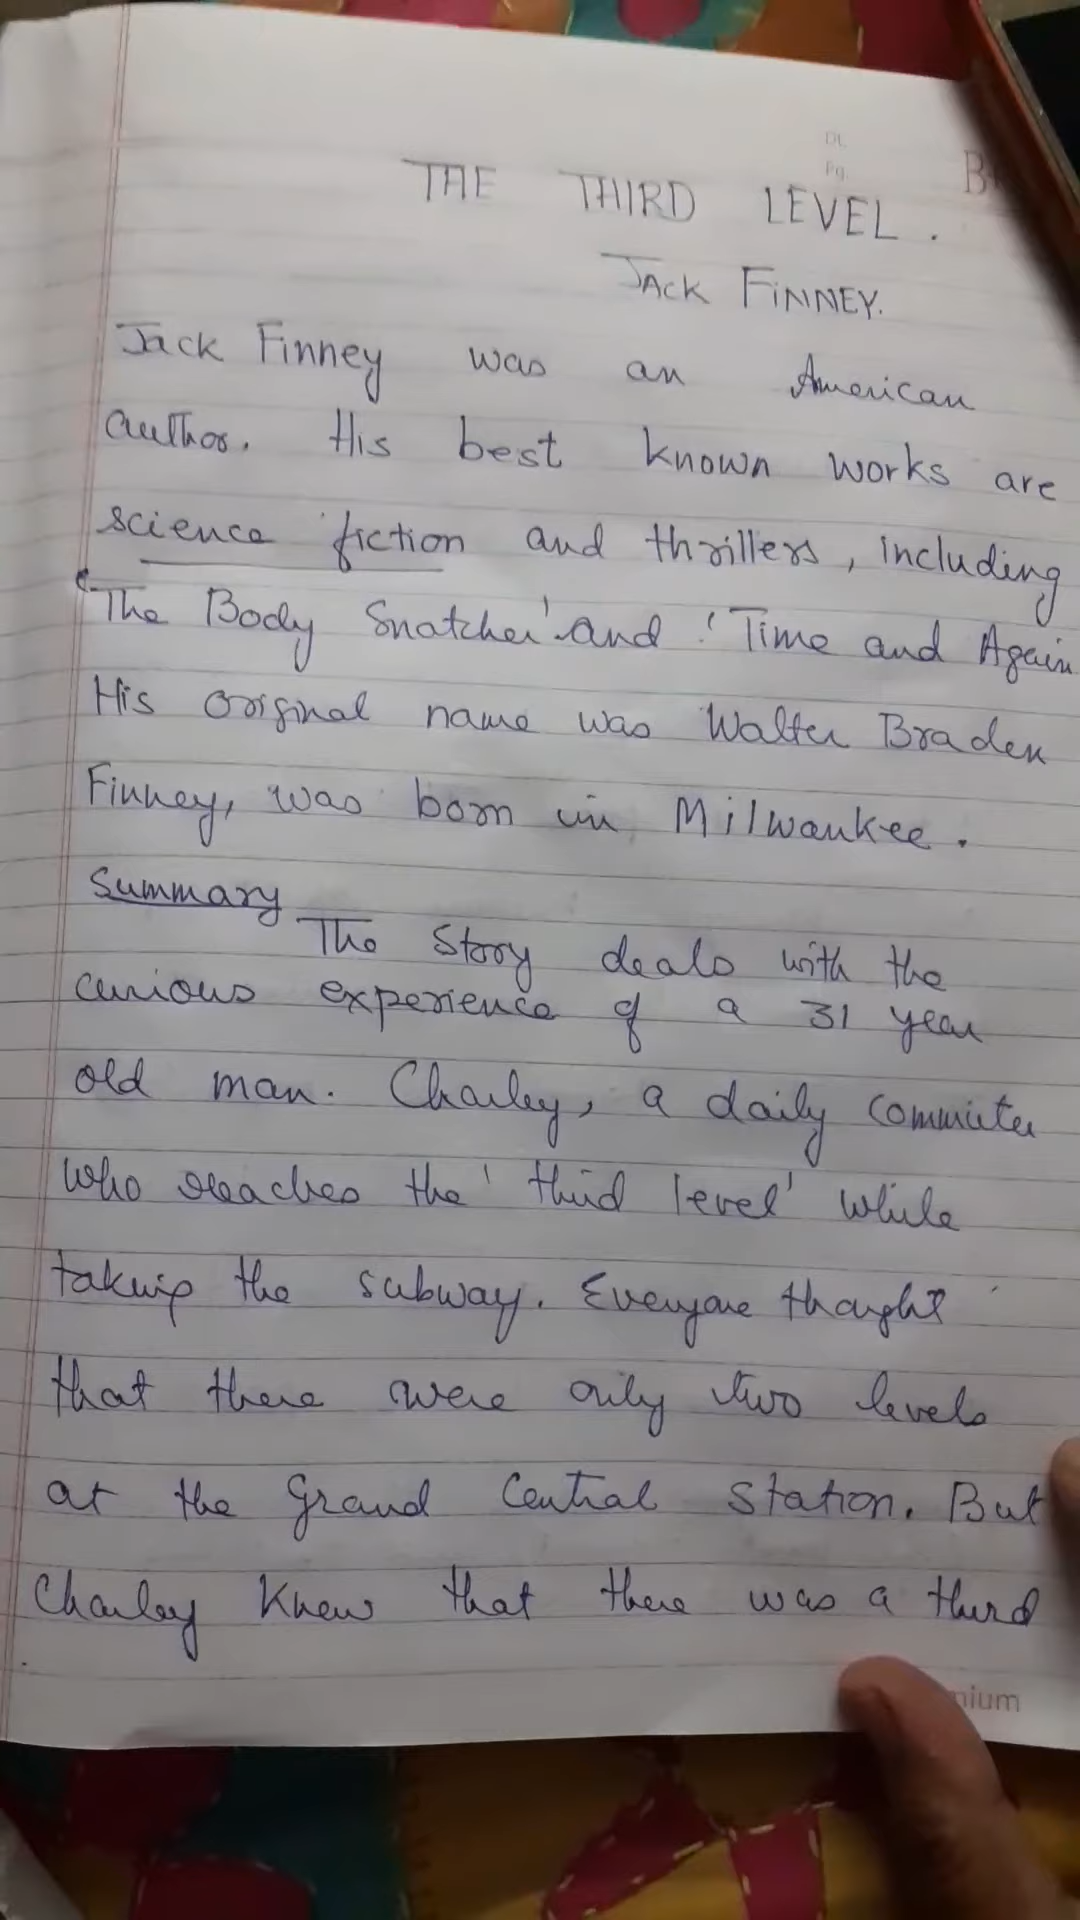 Dt.
Pg.
THE THIRD LEVEL.
JACK FINNEY.
Jack Finney was an American
author. His best known works are
science fiction and thrillers, including
'The Body Snatcher' and 'Time and Again
His original name was Walter Braden
Finney, was born in Milwaukee.
Summary
The Story deals with the
curious experience of a 31 year
old man. Charley, a daily commuter
who reaches the 'third level' while
taking the subway. Everyone thought
that there were only two levels
at the Grand Central Station. But
Charley knew that there was a third